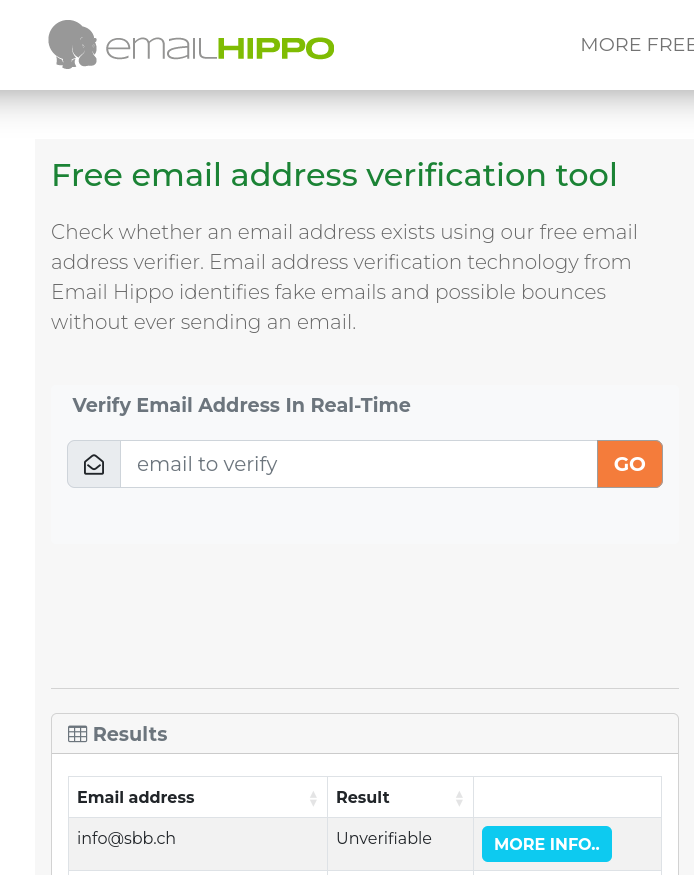 emailHIPPO
MORE FREE
Free email address verification tool
Check whether an email address exists using our free email
address verifier. Email address verification technology from
Email Hippo identifies fake emails and possible bounces
without ever sending an email.
Verify Email Address In Real-Time
email to verify
GO
Results
Email address
Result
info@sbb.ch
Unverifiable
MORE INFO..